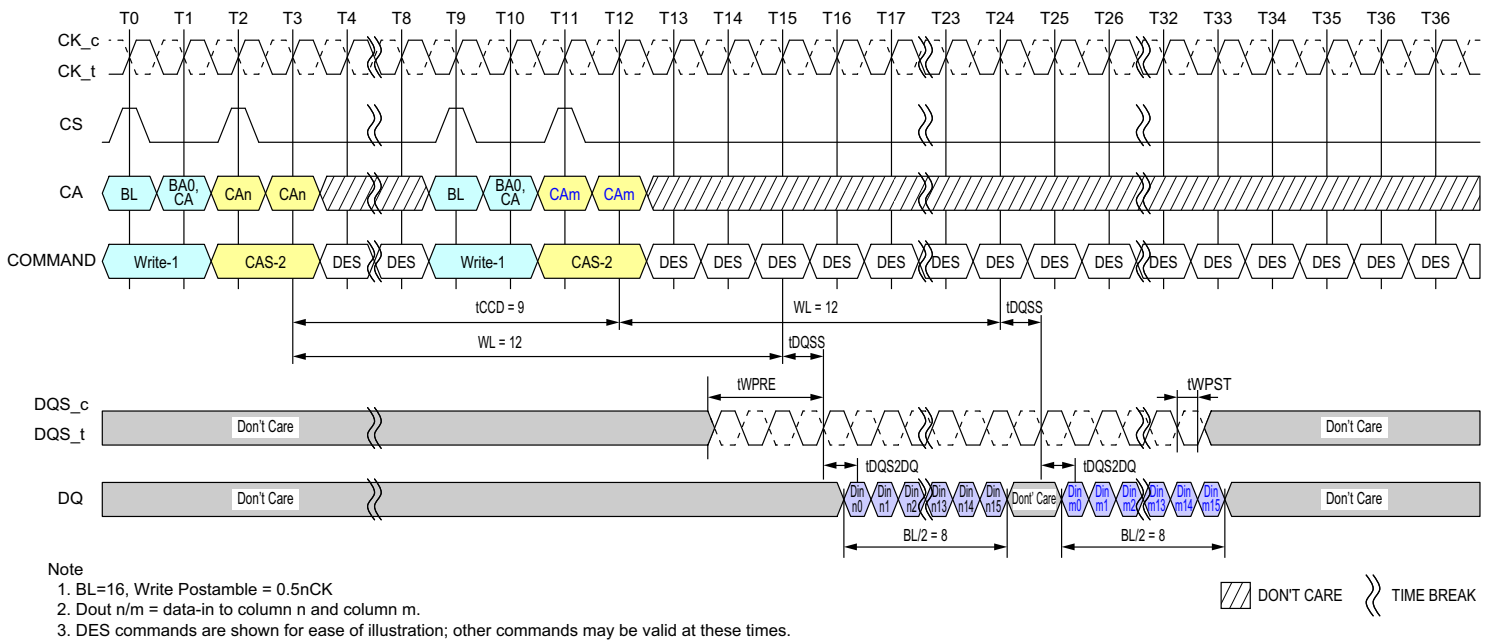 T0 T1 T2 T3 T4 T8 T9 T10 T11 T12 T13 T14 T15 T16 T17 T23 T24 T25 T26 T32 T33 T34 T35 T36 T36
CK_c
CK_t
CS
CA BL BA0, CA CAn CAn BL BA0, CA CAm CAm
COMMAND Write-1 CAS-2 DES DES Write-1 CAS-2 DES DES DES DES DES DES DES DES DES DES DES DES DES DES DES
tCCD = 9 WL = 12 tDQSS
WL = 12 tDQSS
tWPRE tWPST
DQS_c
DQS_t Don't Care Don't Care
tDQS2DQ tDQS2DQ
DQ Don't Care Din n0 Din n1 Din n2 Din n13 Din n14 Din n15 Dont' Care Din m0 Din m1 Din m2 Din m13 Din m14 Din m15 Don't Care
BL/2 = 8 BL/2 = 8
Note
1. BL=16, Write Postamble = 0.5nCK
2. Dout n/m = data-in to column n and column m.
3. DES commands are shown for ease of illustration; other commands may be valid at these times.
DON'T CARE TIME BREAK